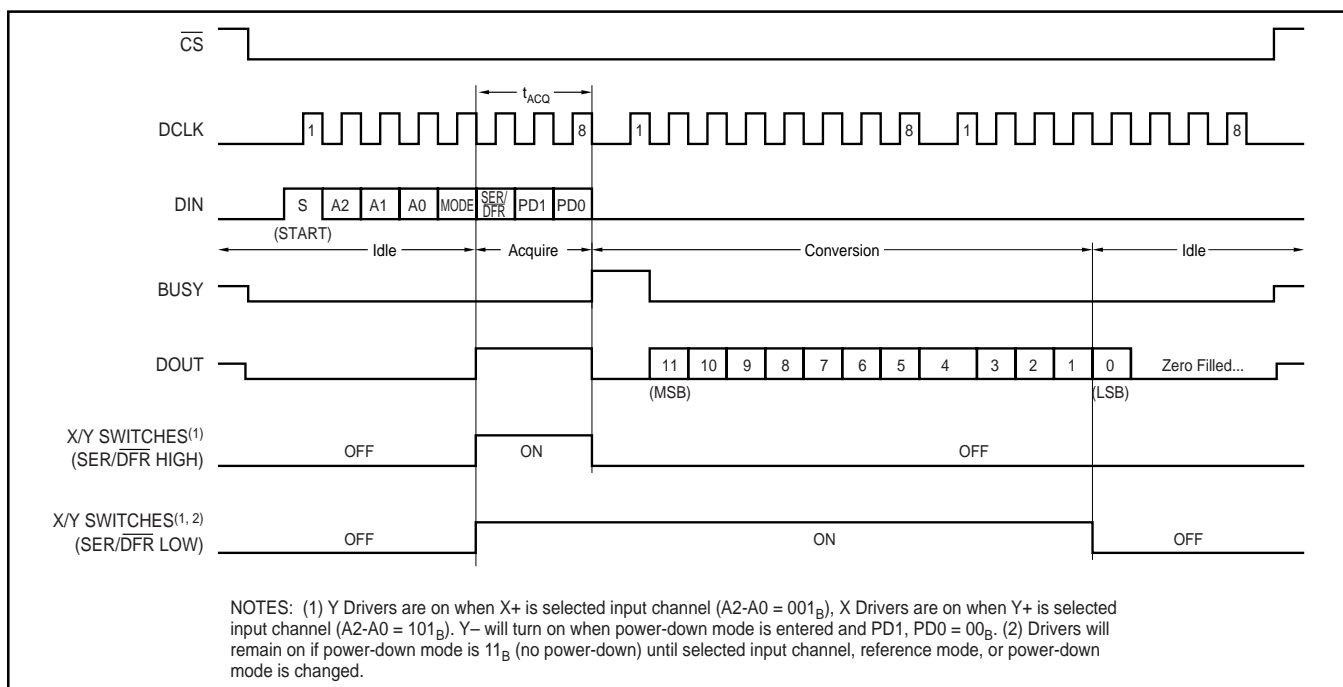 CS
t_ACQ
DCLK 1 8 1 8 1 8
DIN S A2 A1 A0 MODE SER/DFR PD1 PD0
(START)
Idle Acquire Conversion Idle
BUSY
DOUT 11 10 9 8 7 6 5 4 3 2 1 0 Zero Filled...
(MSB) (LSB)
X/Y SWITCHES(1)
(SER/DFR HIGH) OFF ON OFF
X/Y SWITCHES(1, 2)
(SER/DFR LOW) OFF ON OFF
NOTES: (1) Y Drivers are on when X+ is selected input channel (A2-A0 = 001B), X Drivers are on when Y+ is selected
input channel (A2-A0 = 101B). Y– will turn on when power-down mode is entered and PD1, PD0 = 00B. (2) Drivers will
remain on if power-down mode is 11B (no power-down) until selected input channel, reference mode, or power-down
mode is changed.